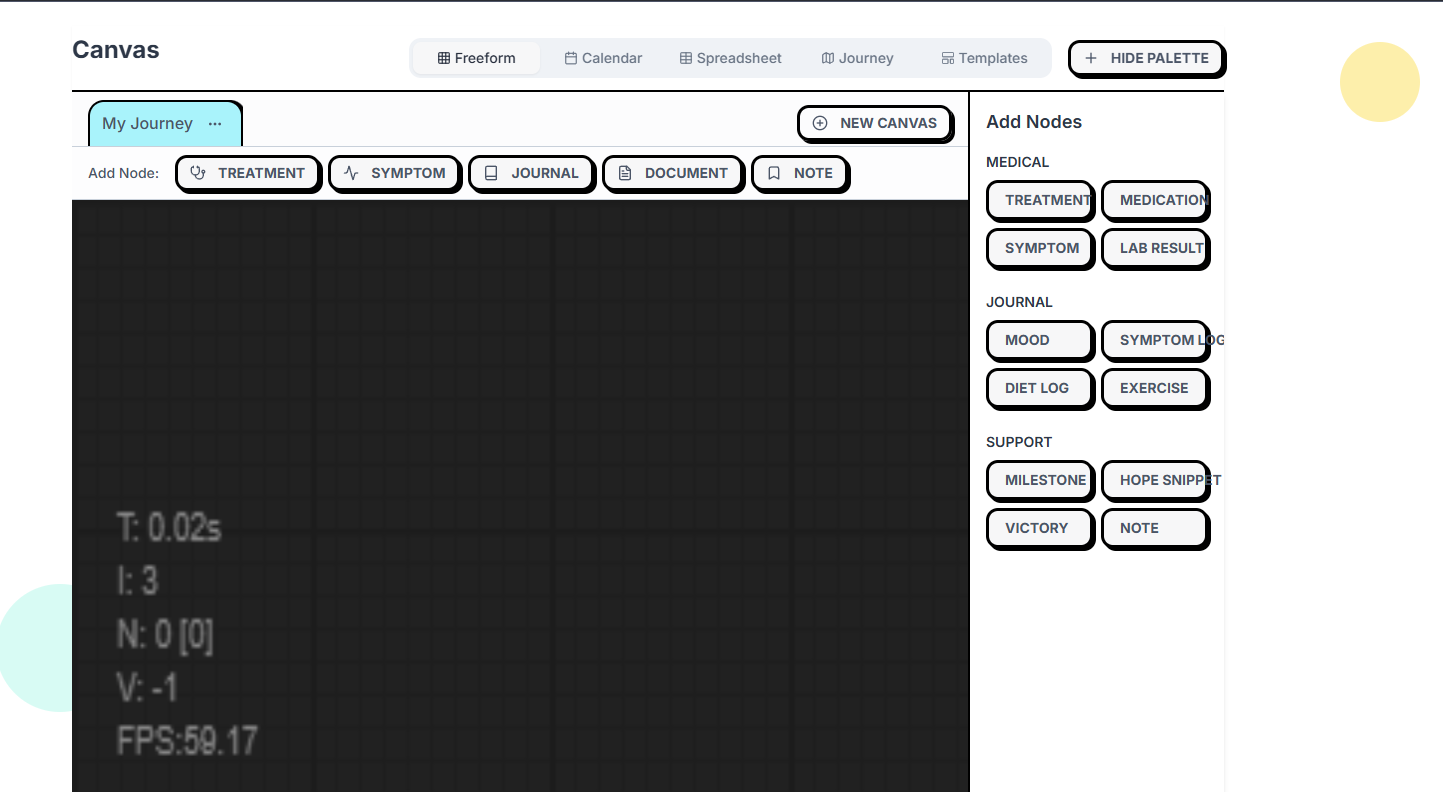 Canvas
Freeform Calendar Spreadsheet Journey Templates
HIDE PALETTE
My Journey ···
NEW CANVAS
Add Node: TREATMENT SYMPTOM JOURNAL DOCUMENT NOTE
T: 0.02s
I: 3
N: 0 [0]
V: -1
FPS:59.17
Add Nodes
MEDICAL
TREATMENT MEDICATION
SYMPTOM LAB RESULT
JOURNAL
MOOD SYMPTOM LOG
DIET LOG EXERCISE
SUPPORT
MILESTONE HOPE SNIPPET
VICTORY NOTE